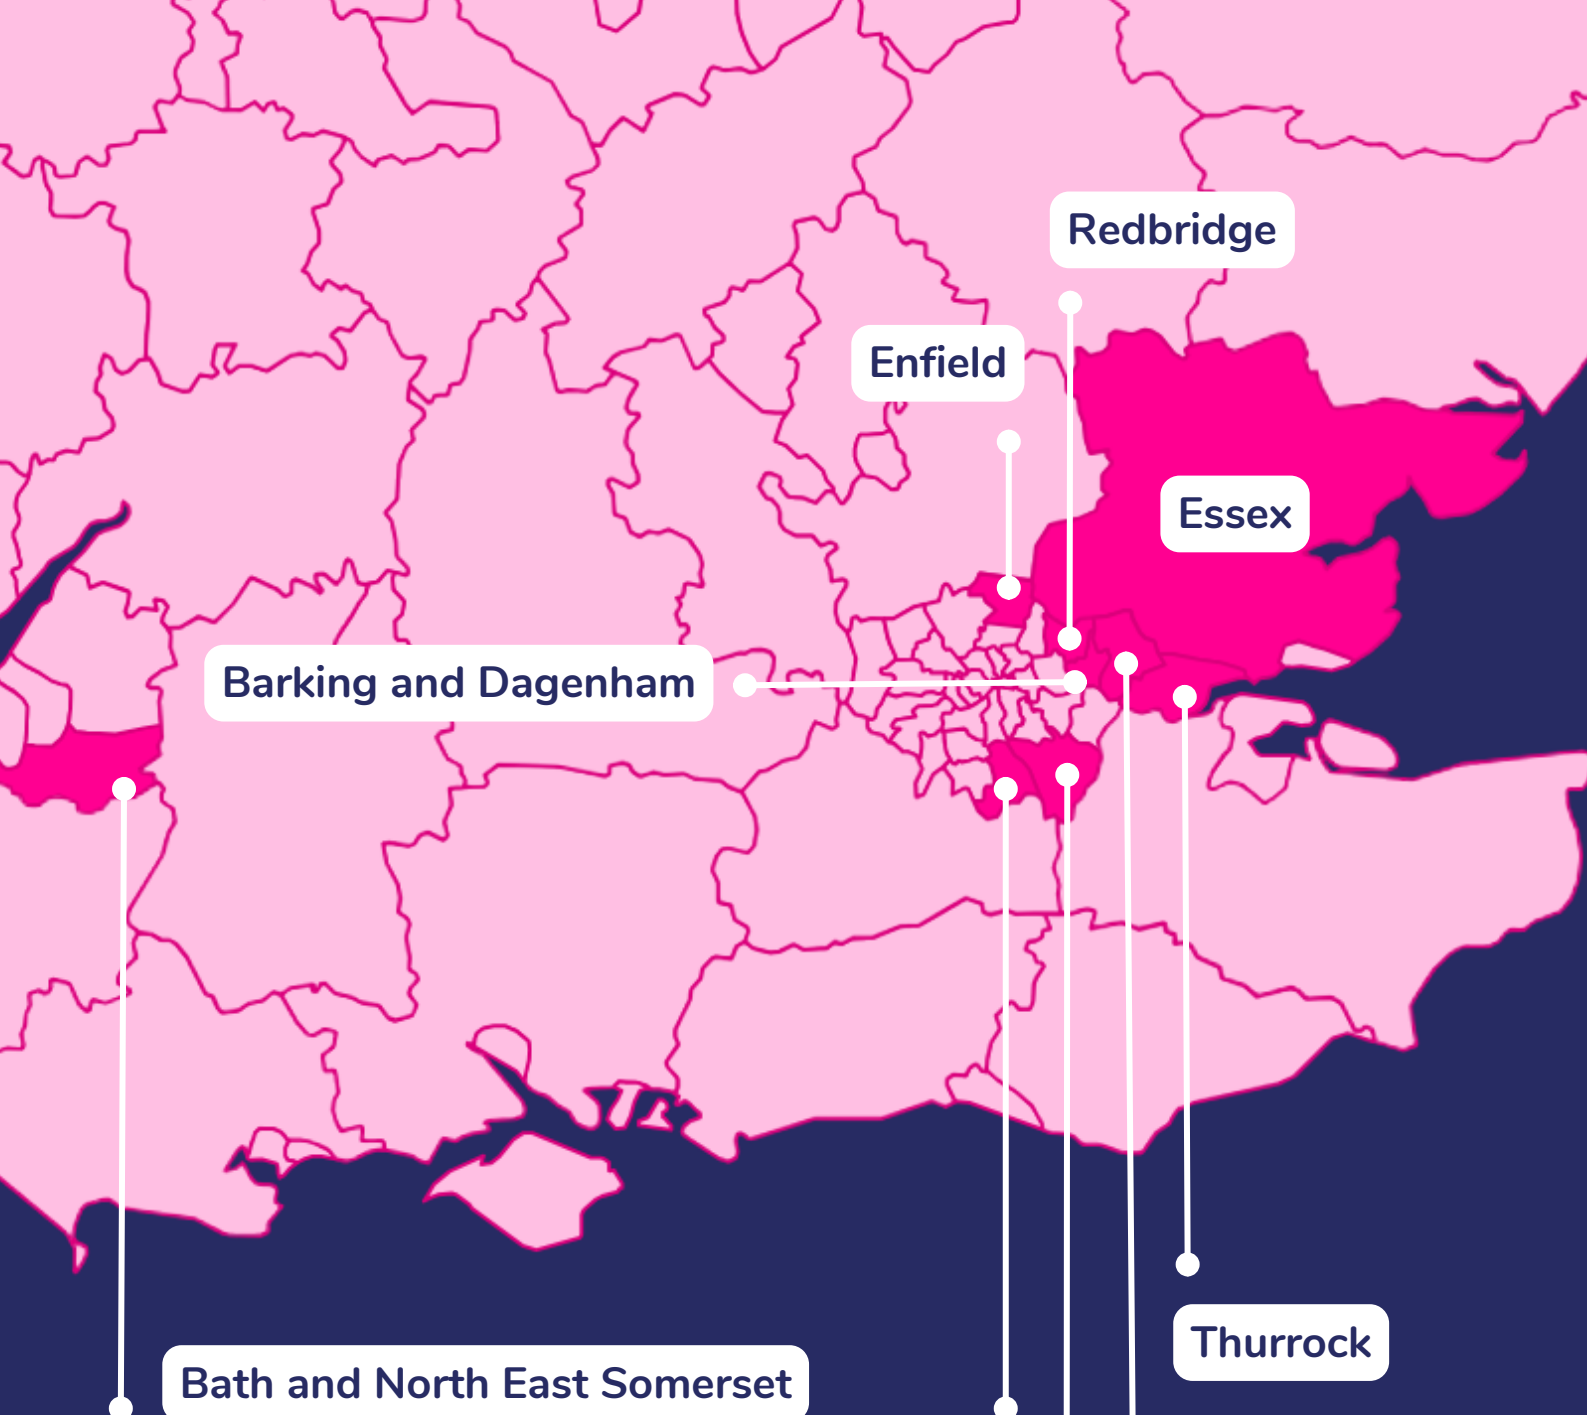 Redbridge
Enfield
Essex
Barking and Dagenham
Thurrock
Bath and North East Somerset